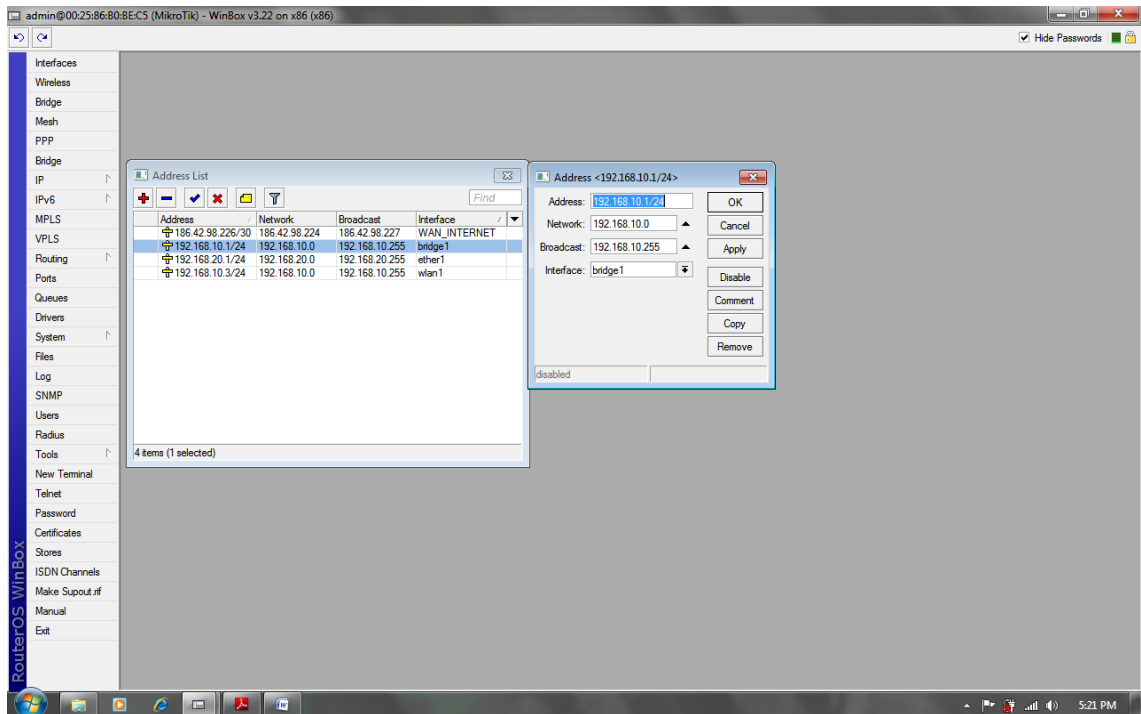 admin@00:25:86:B0:BE:C5 (MikroTik) - WinBox v3.22 on x86 (x86)
Hide Passwords
Interfaces
Wireless
Bridge
Mesh
PPP
Bridge
IP
IPv6
MPLS
VPLS
Routing
Ports
Queues
Drivers
System
Files
Log
SNMP
Users
Radius
Tools
New Terminal
Telnet
Password
Certificates
Stores
ISDN Channels
Make Supout.rif
Manual
Exit
RouterOS WinBox
Address List
Find
Address Network Broadcast Interface
186.42.98.226/30 186.42.98.224 186.42.98.227 WAN_INTERNET
192.168.10.1/24 192.168.10.0 192.168.10.255 bridge1
192.168.20.1/24 192.168.20.0 192.168.20.255 ether1
192.168.10.3/24 192.168.10.0 192.168.10.255 wlan1
4 items (1 selected)
Address <192.168.10.1/24>
Address: 192.168.10.1/24
Network: 192.168.10.0
Broadcast: 192.168.10.255
Interface: bridge1
OK
Cancel
Apply
Disable
Comment
Copy
Remove
disabled
5:21 PM